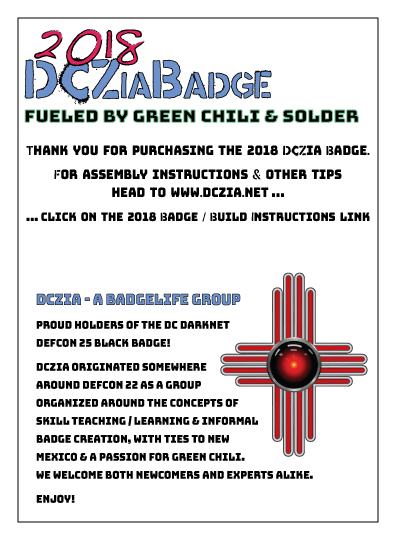 2018
DCZiaBadge
Fueled by Green Chili & Solder
Thank you for purchasing the 2018 DCZia Badge.
For assembly instructions & other tips
head to www.dczia.net ...
... click on the 2018 Badge / Build Instructions link
DCZia - A Badgelife Group
Proud holders of the DC Darknet
Defcon 25 Black Badge!
DCZia originated somewhere
around Defcon 22 as a group
organized around the concepts of
skill teaching / learning & informal
badge creation, with ties to New
Mexico & a passion for green chili.
We welcome both newcomers and experts alike.
Enjoy!